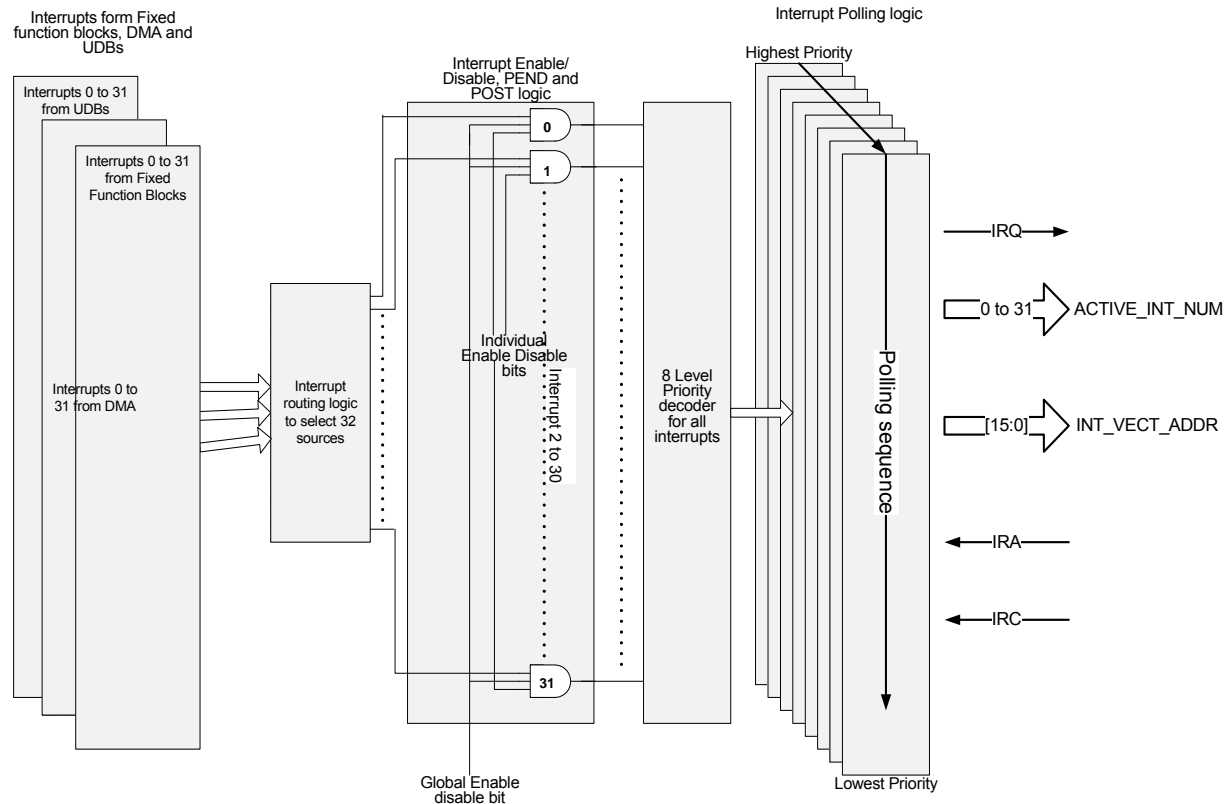 Interrupts form Fixed
function blocks, DMA and
UDBs
Interrupts 0 to 31
from UDBs
Interrupts 0 to 31
from Fixed
Function Blocks
Interrupts 0 to
31 from DMA
Interrupt
routing logic
to select 32
sources
Interrupt Enable/
Disable, PEND and
POST logic
0
1
Individual
Enable Disable
bits
Interrupt 2 to 30
31
Global Enable
disable bit
8 Level
Priority
decoder
for all
interrupts
Interrupt Polling logic
Highest Priority
Polling sequence
Lowest Priority
IRQ
0 to 31 ACTIVE_INT_NUM
[15:0] INT_VECT_ADDR
IRA
IRC